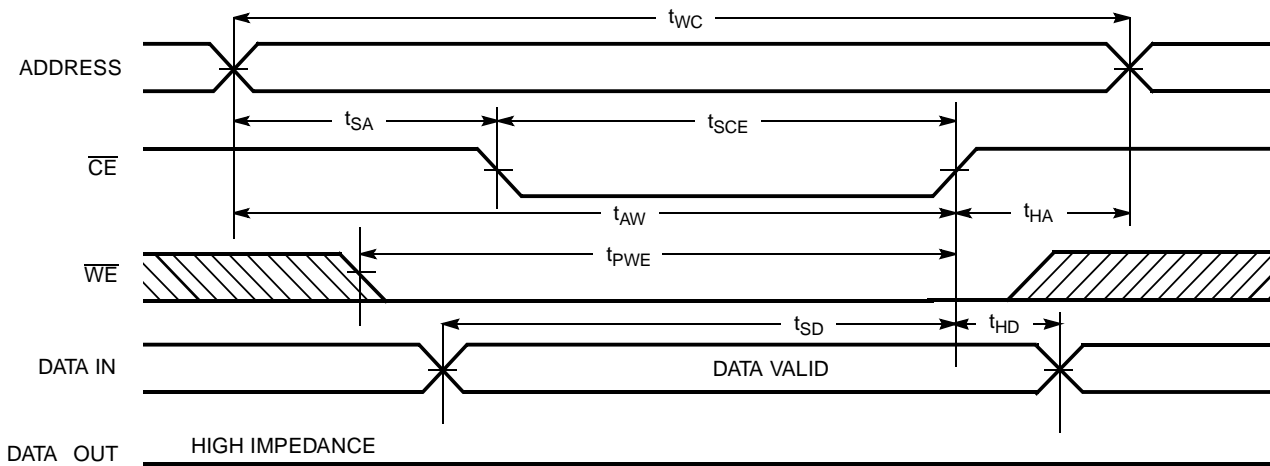 tWC
ADDRESS
tSA
tSCE
CE
tAW
tHA
WE
tPWE
tSD
tHD
DATA IN
DATA VALID
DATA OUT
HIGH IMPEDANCE